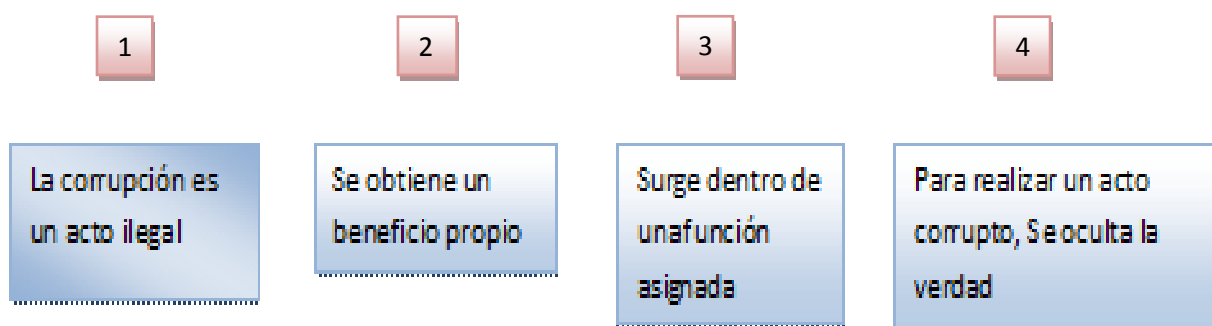 1
2
3
4
La corrupción es
un acto ilegal
Se obtiene un
beneficio propio
Surge dentro de
unafunción
asignada
Para realizar un acto
corrupto, Se oculta la
verdad